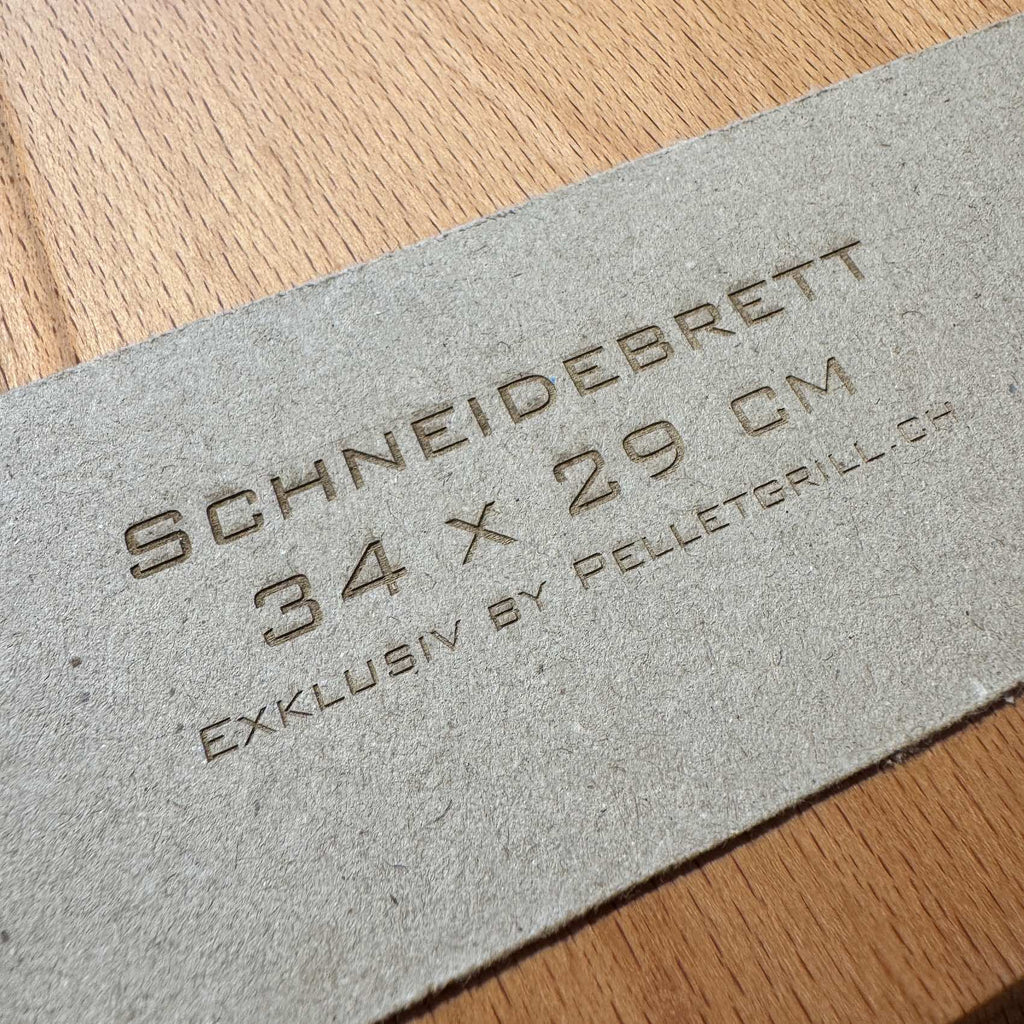 SCHNEIDEBRETT
34 X 29 CM
EXKLUSIV BY PELLETGRILL.CH